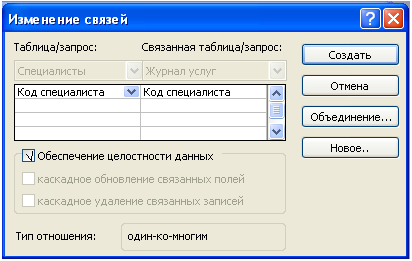 Изменение связей
Таблица/запрос: Связанная таблица/запрос:
Создать
Специалисты Журнал услуг
Отмена
Код специалиста Код специалиста
Объединение...
Новое..
Обеспечение целостности данных
каскадное обновление связанных полей
каскадное удаление связанных записей
Тип отношения: один-ко-многим